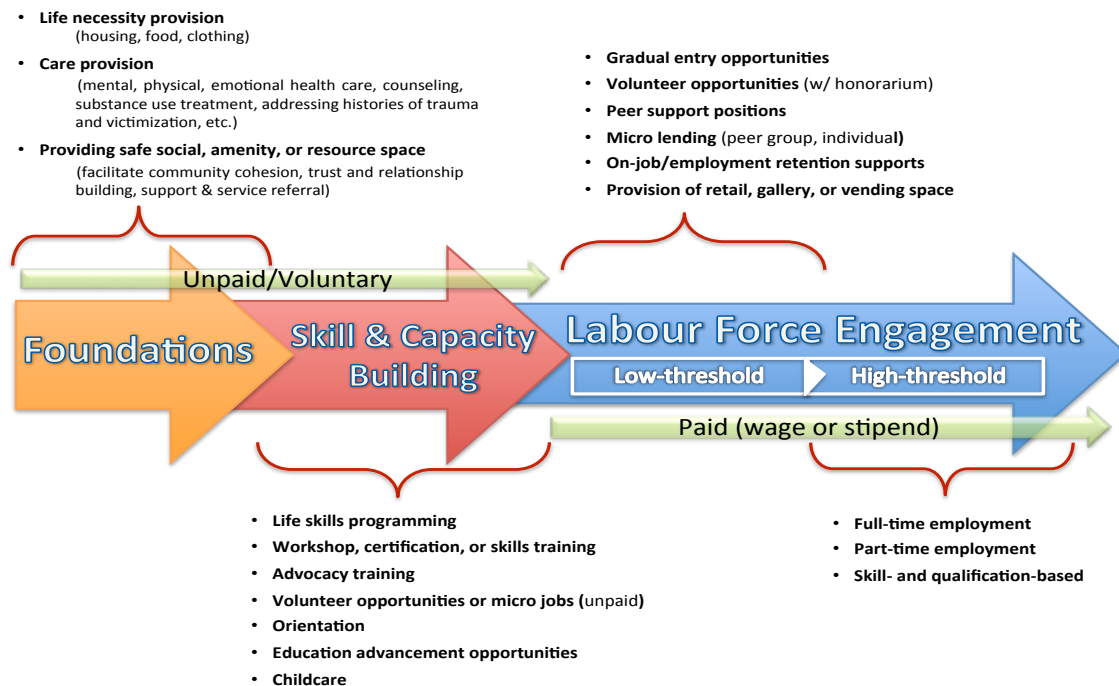 • Life necessity provision
(housing, food, clothing)
• Care provision
(mental, physical, emotional health care, counseling,
substance use treatment, addressing histories of trauma
and victimization, etc.)
• Providing safe social, amenity, or resource space
(facilitate community cohesion, trust and relationship
building, support & service referral)
• Gradual entry opportunities
• Volunteer opportunities (w/ honorarium)
• Peer support positions
• Micro lending (peer group, individual)
• On-job/employment retention supports
• Provision of retail, gallery, or vending space
Unpaid/Voluntary
Foundations
Skill & Capacity
Building
Labour Force Engagement
Low-threshold
High-threshold
Paid (wage or stipend)
• Life skills programming
• Workshop, certification, or skills training
• Advocacy training
• Volunteer opportunities or micro jobs (unpaid)
• Orientation
• Education advancement opportunities
• Childcare
• Full-time employment
• Part-time employment
• Skill- and qualification-based